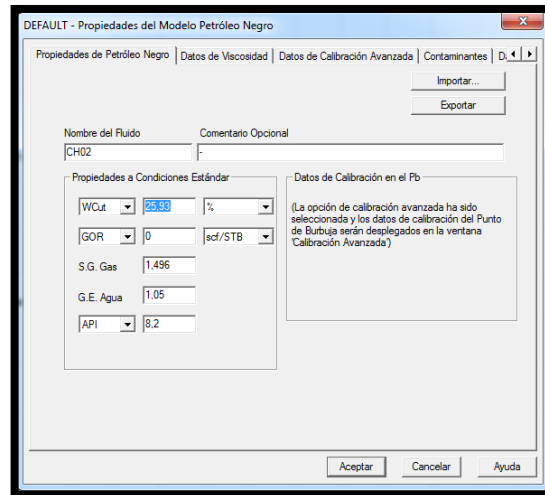 DEFAULT - Propiedades del Modelo Petróleo Negro
Propiedades de Petróleo Negro
Datos de Viscosidad
Datos de Calibración Avanzada
Contaminantes
Importar...
Exportar
Nombre del Fluido
Comentario Opcional
CH02
-
Propiedades a Condiciones Estándar
WCut
25,93
%
GOR
0
scf/STB
S.G. Gas
1,496
G.E. Agua
1,05
API
8,2
Datos de Calibración en el Pb
(La opción de calibración avanzada ha sido
seleccionada y los datos de calibración del Punto
de Burbuja serán desplegados en la ventana
'Calibración Avanzada')
Aceptar
Cancelar
Ayuda